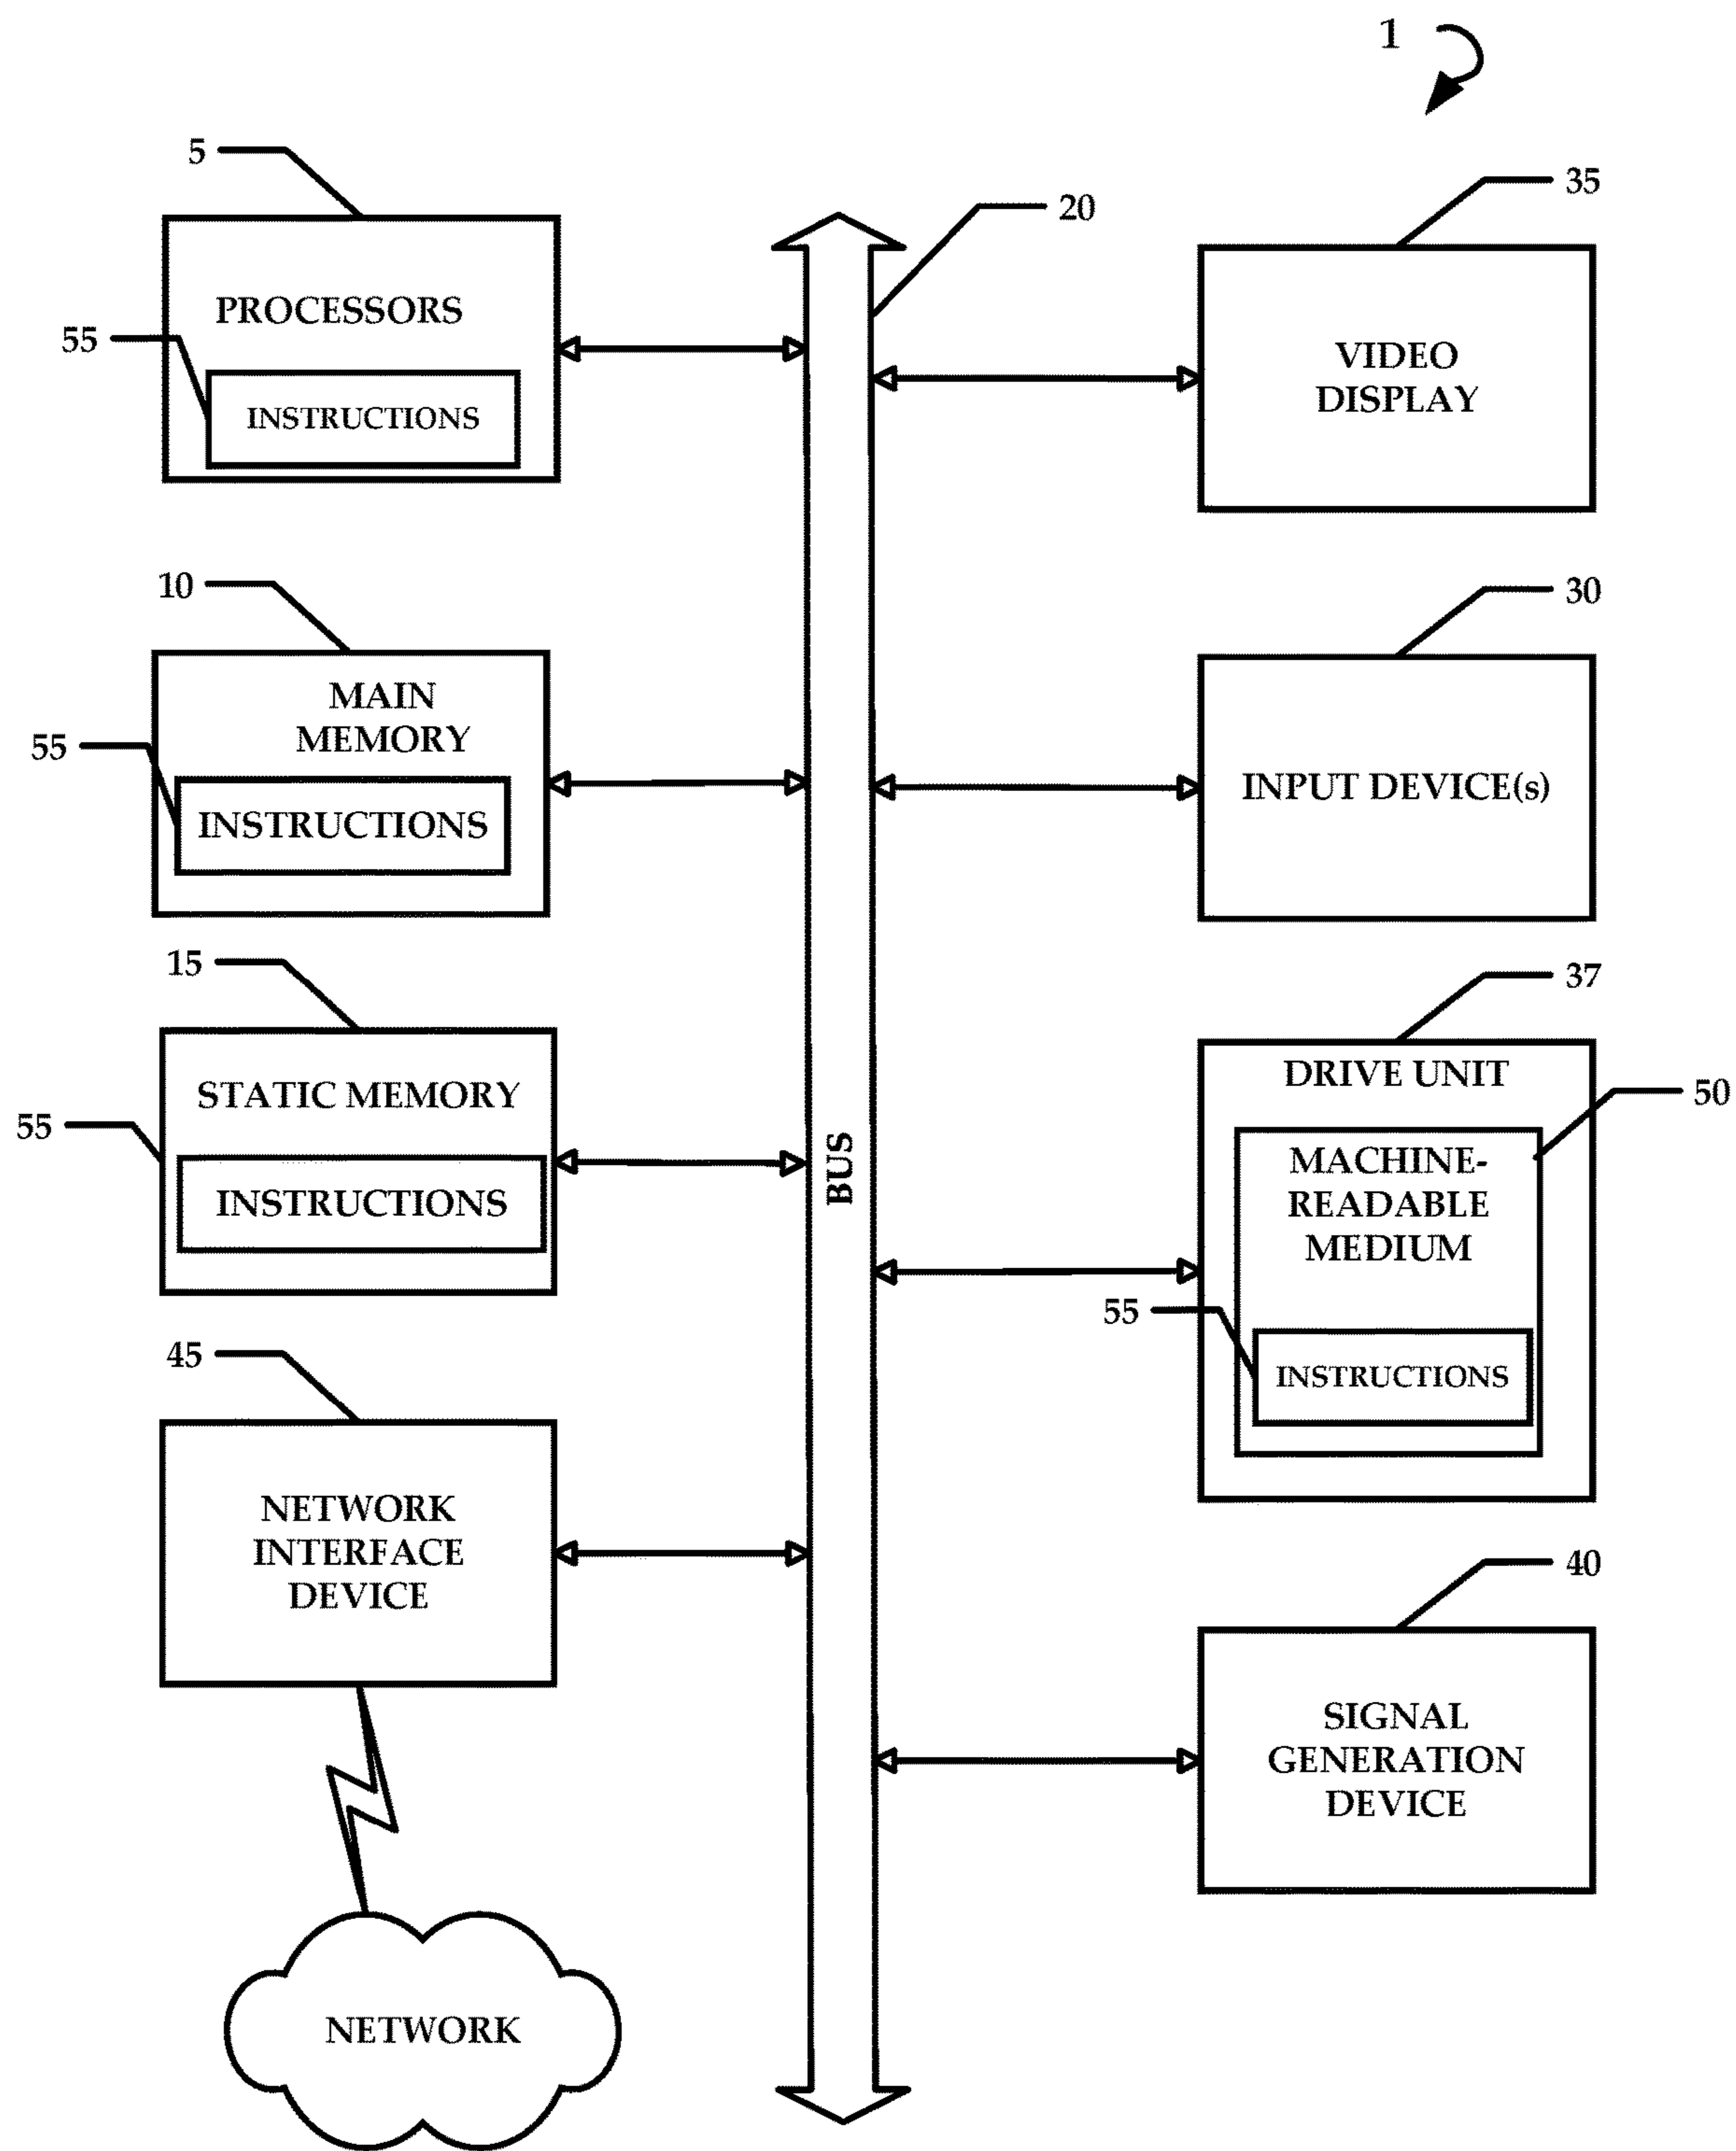 1
5
PROCESSORS
55
INSTRUCTIONS
10
MAIN
MEMORY
55
INSTRUCTIONS
15
STATIC MEMORY
55
INSTRUCTIONS
45
NETWORK
INTERFACE
DEVICE
NETWORK
20
BUS
35
VIDEO
DISPLAY
30
INPUT DEVICE(s)
37
DRIVE UNIT
50
MACHINE-
READABLE
MEDIUM
55
INSTRUCTIONS
40
SIGNAL
GENERATION
DEVICE